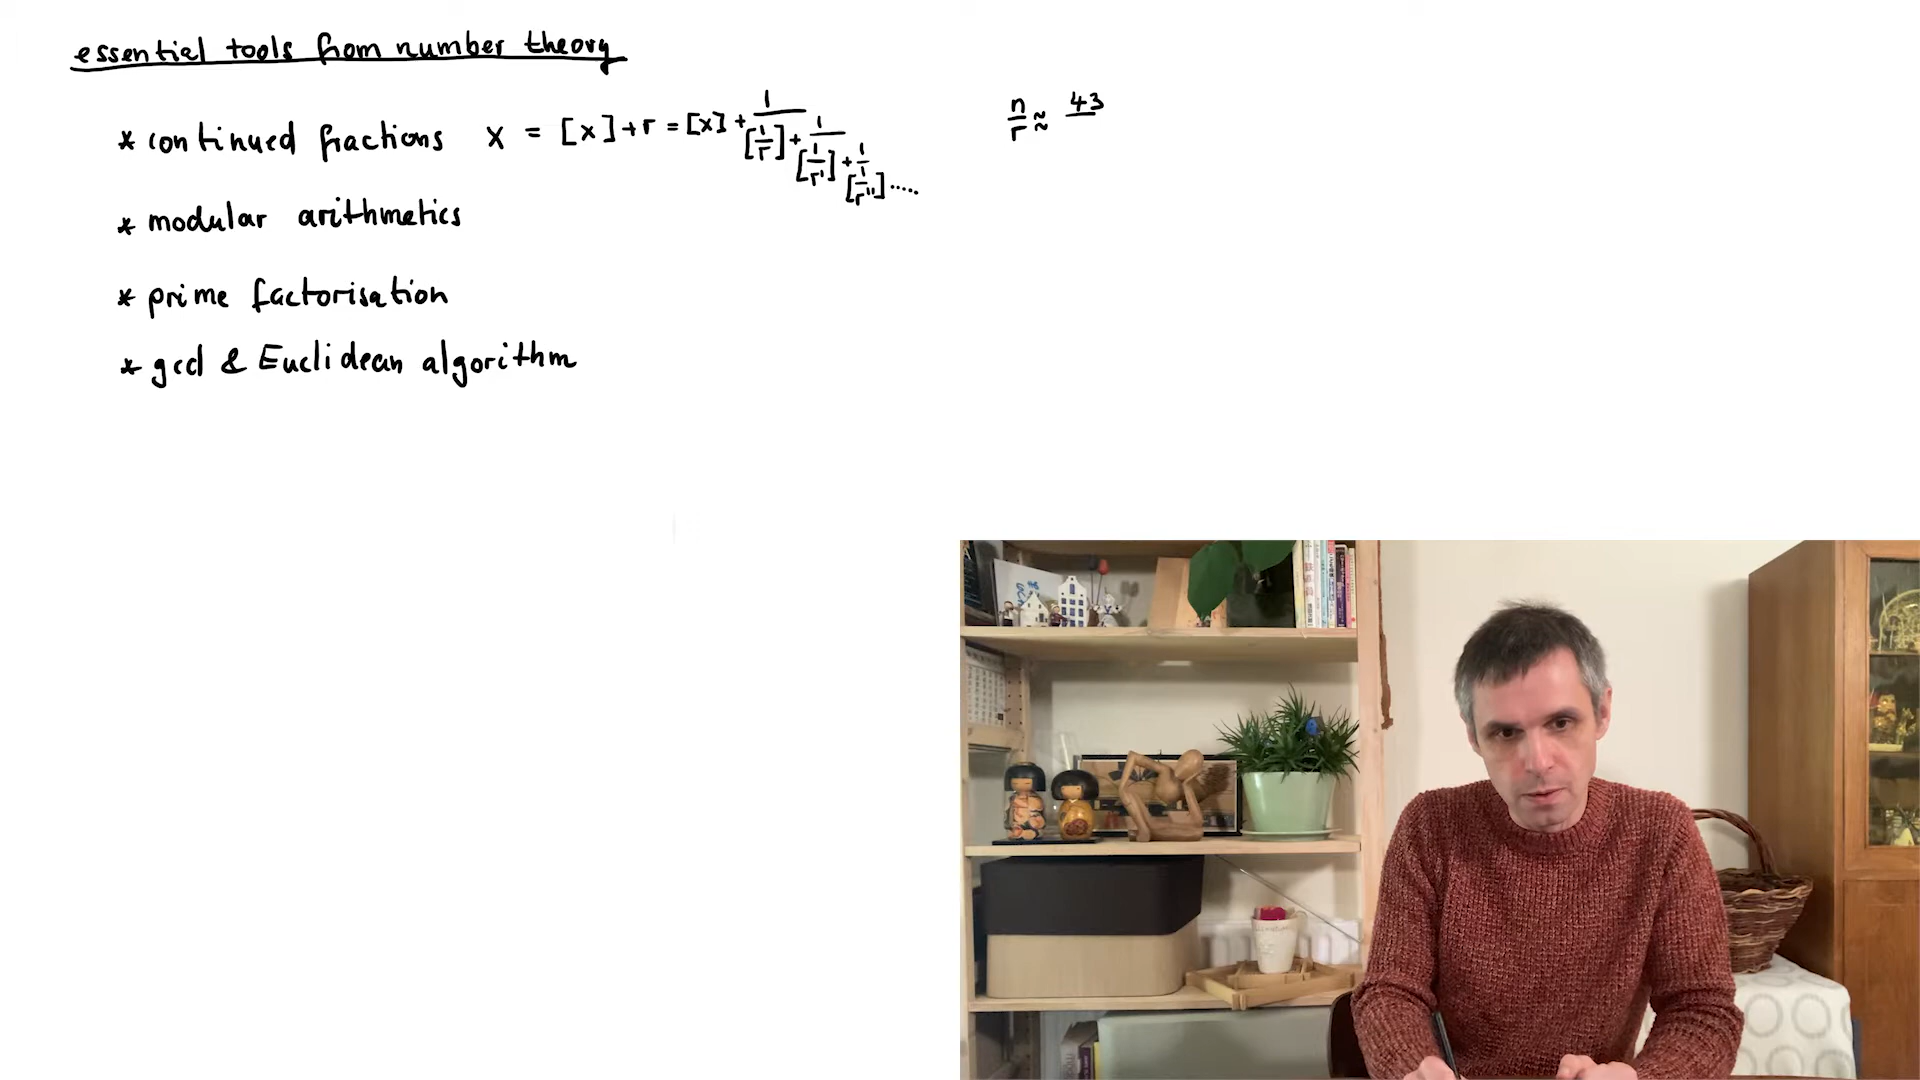 essential tools from number theory
* continued fractions x = [x]+r = [x] + 1/([1/r] + 1/([1/r'] + 1/([1/r''] .....
n/r ≈ 43/
* modular arithmetics
* prime factorisation
* gcd & Euclidean algorithm